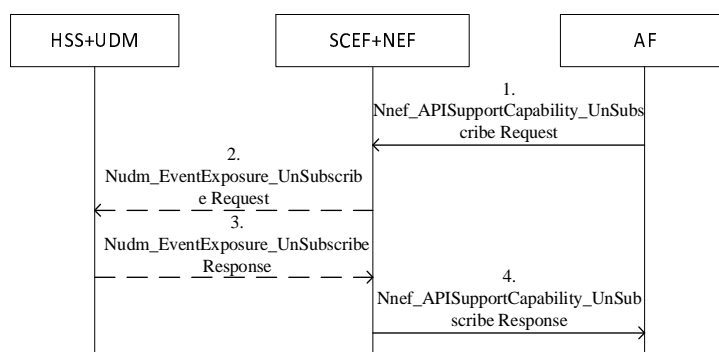 HSS+UDM
SCEF+NEF
AF
1.
Nnef_APISupportCapability_UnSubs
cribe Request
2.
Nudm_EventExposure_UnSubscrib
e Request
3.
Nudm_EventExposure_UnSubscribe
Response
4.
Nnef_APISupportCapability_UnSub
scribe Response